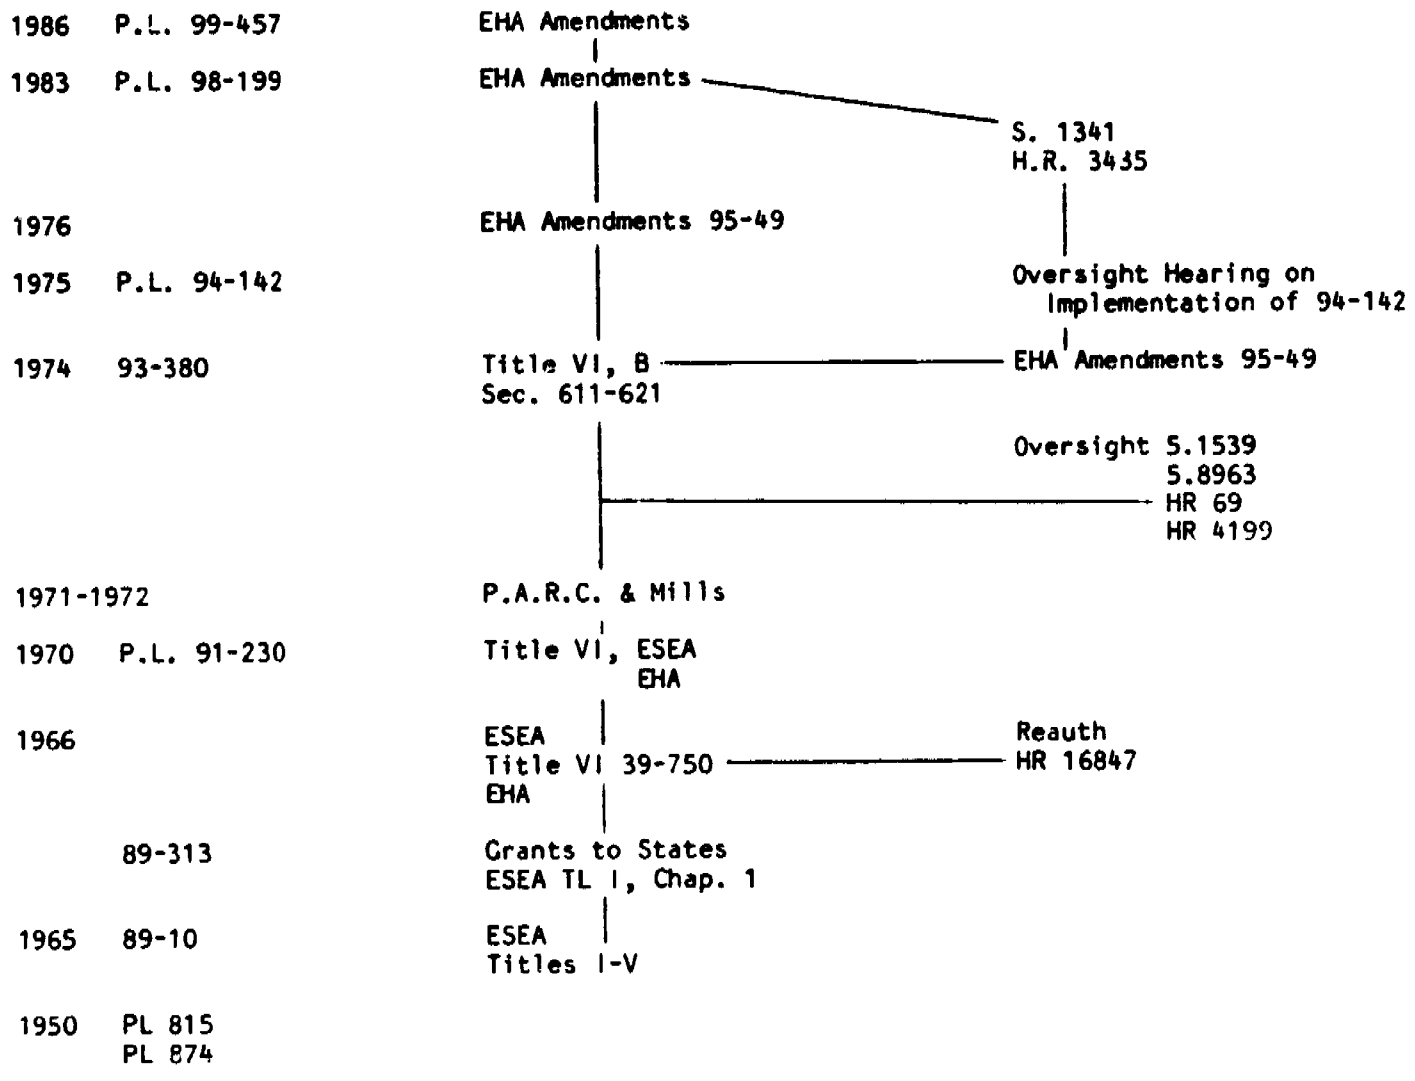 1986 P.L. 99-457 EHA Amendments
1983 P.L. 98-199 EHA Amendments
S. 1341
H.R. 3435
1976 EHA Amendments 95-49
1975 P.L. 94-142 Oversight Hearing on
Implementation of 94-142
1974 93-380 Title VI, B EHA Amendments 95-49
Sec. 611-621
Oversight 5.1539
5.8963
HR 69
HR 4199
1971-1972 P.A.R.C. & Mills
1970 P.L. 91-230 Title VI, ESEA
EHA
1966 ESEA Reauth
Title VI 39-750 HR 16847
EHA
89-313 Grants to States
ESEA TL I, Chap. 1
1965 89-10 ESEA
Titles I-V
1950 PL 815
PL 874